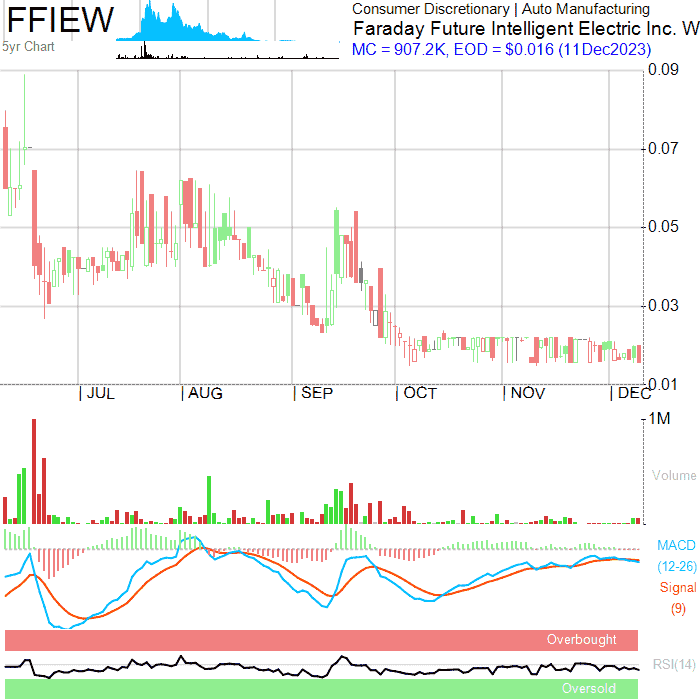 FFIEW
5yr Chart
Consumer Discretionary | Auto Manufacturing
Faraday Future Intelligent Electric Inc. W
MC = 907.2K, EOD = $0.016 (11Dec2023)
0.09
0.07
0.05
0.03
0.01
JUL
AUG
SEP
OCT
NOV
DEC
1M
Volume
MACD
(12-26)
Signal
(9)
Overbought
RSI(14)
Oversold